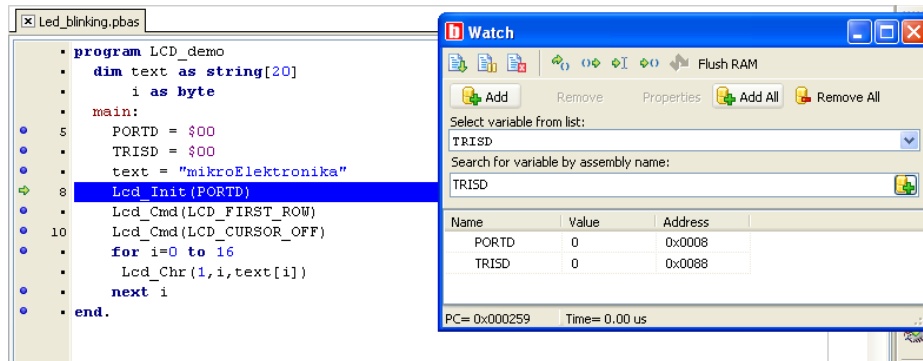 Led_blinking.pbas
program LCD_demo
dim text as string[20]
i as byte
main:
5 PORTD = $00
TRISD = $00
text = "mikroElektronika"
8 Lcd_Init(PORTD)
Lcd_Cmd(LCD_FIRST_ROW)
10 Lcd_Cmd(LCD_CURSOR_OFF)
for i=0 to 16
Lcd_Chr(1,i,text[i])
next i
end.
Watch
Flush RAM
Add Remove Properties Add All Remove All
Select variable from list:
TRISD
Search for variable by assembly name:
TRISD
Name Value Address
PORTD 0 0x0008
TRISD 0 0x0088
PC= 0x000259 Time= 0.00 us